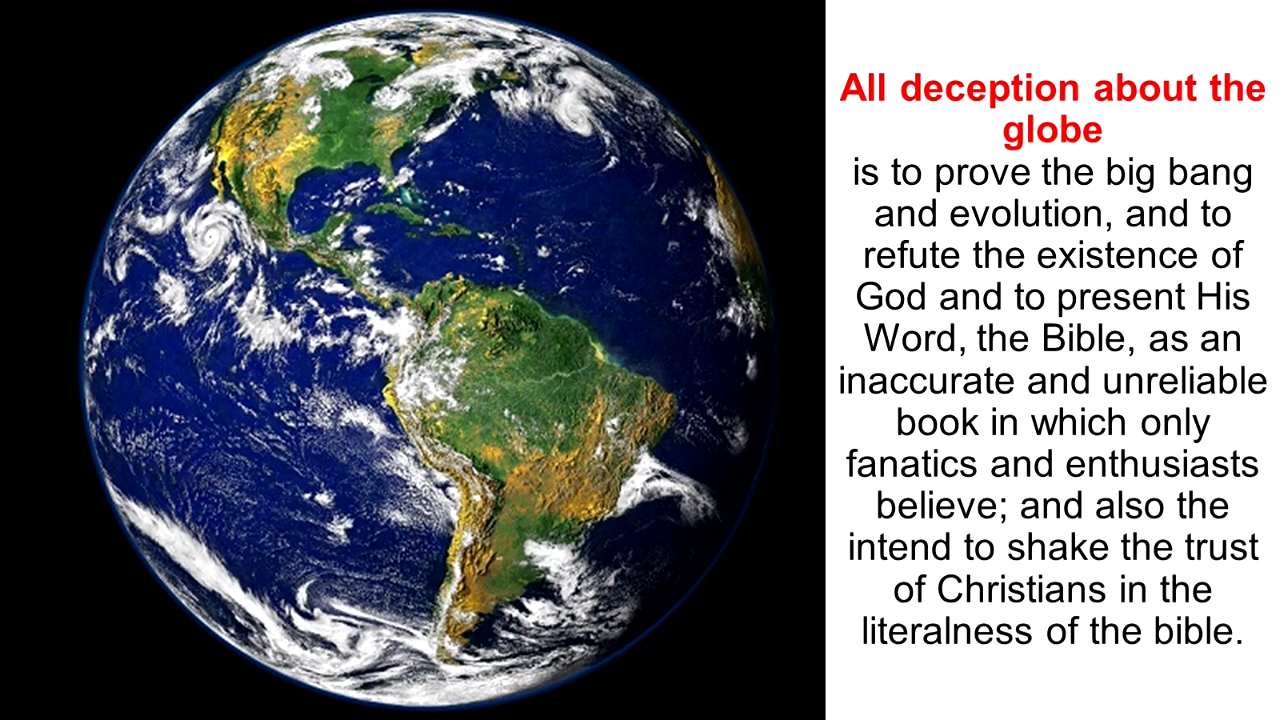 All deception about the
globe
is to prove the big bang
and evolution, and to
refute the existence of
God and to present His
Word, the Bible, as an
inaccurate and unreliable
book in which only
fanatics and enthusiasts
believe; and also the
intend to shake the trust
of Christians in the
literalness of the bible.